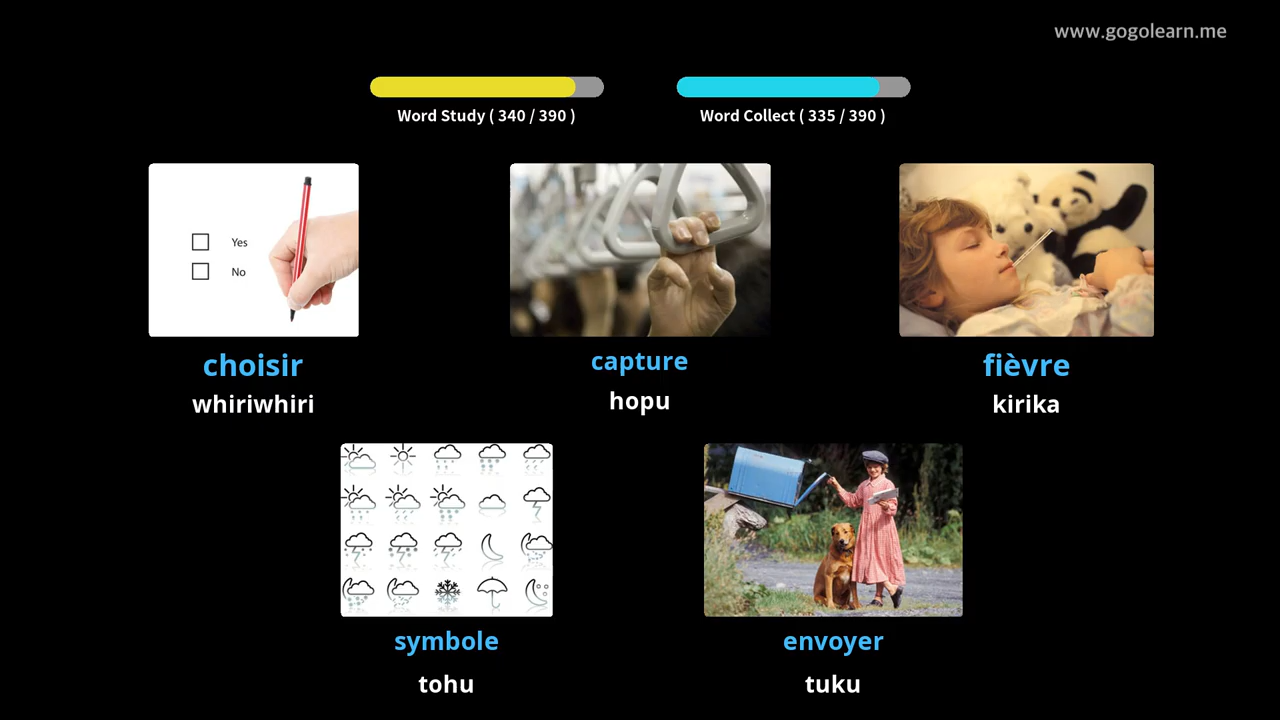 www.gogolearn.me
Word Study ( 340 / 390 )
Word Collect ( 335 / 390 )
Yes
No
choisir
whiriwhiri
capture
hopu
fièvre
kirika
symbole
tohu
envoyer
tuku